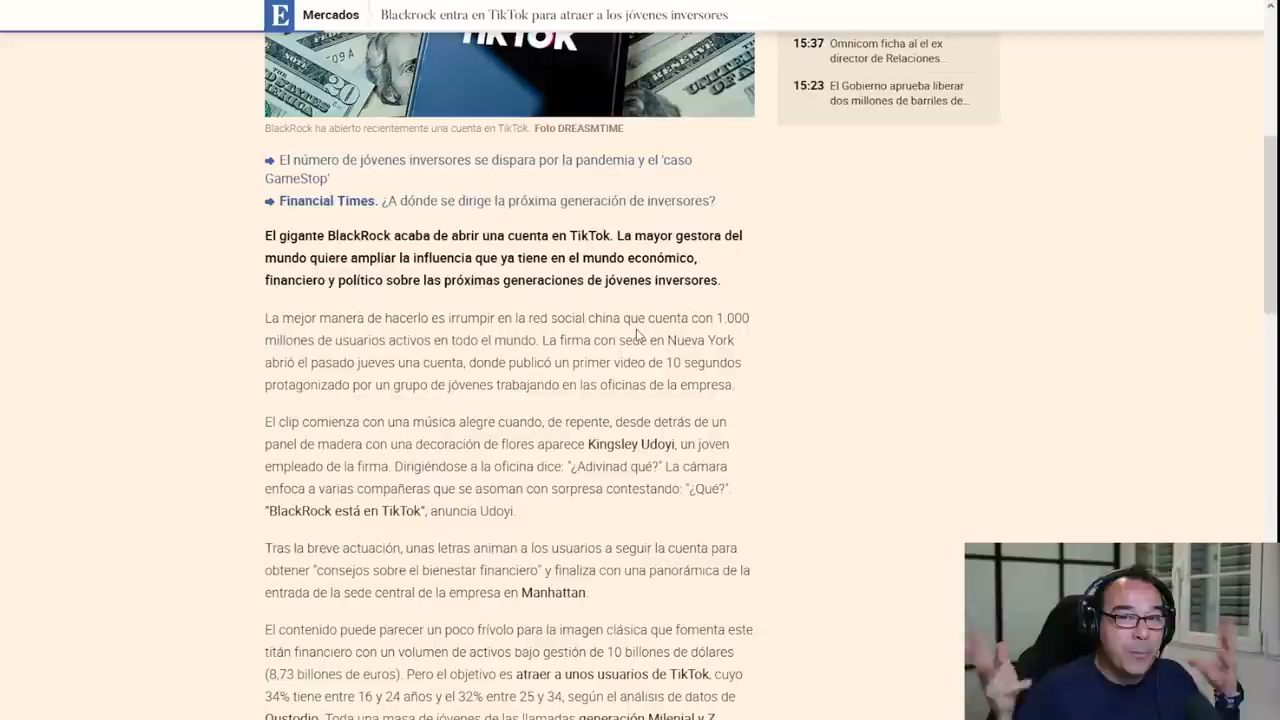 E Mercados Blackrock entra en TikTok para atraer a los jóvenes inversores
TIKTOK
BlackRock ha abierto recientemente una cuenta en TikTok. Foto DREASMTIME
15:37 Omnicom ficha al el ex
director de Relaciones...
15:23 El Gobierno aprueba liberar
dos millones de barriles de...
El número de jóvenes inversores se dispara por la pandemia y el 'caso
GameStop'
Financial Times. ¿A dónde se dirige la próxima generación de inversores?
El gigante BlackRock acaba de abrir una cuenta en TikTok. La mayor gestora del
mundo quiere ampliar la influencia que ya tiene en el mundo económico,
financiero y político sobre las próximas generaciones de jóvenes inversores.
La mejor manera de hacerlo es irrumpir en la red social china que cuenta con 1.000
millones de usuarios activos en todo el mundo. La firma con sede en Nueva York
abrió el pasado jueves una cuenta, donde publicó un primer video de 10 segundos
protagonizado por un grupo de jóvenes trabajando en las oficinas de la empresa.
El clip comienza con una música alegre cuando, de repente, desde detrás de un
panel de madera con una decoración de flores aparece Kingsley Udoyi, un joven
empleado de la firma. Dirigiéndose a la oficina dice: "¿Adivinad qué?" La cámara
enfoca a varias compañeras que se asoman con sorpresa contestando: "¿Qué?".
"BlackRock está en TikTok", anuncia Udoyi.
Tras la breve actuación, unas letras animan a los usuarios a seguir la cuenta para
obtener "consejos sobre el bienestar financiero" y finaliza con una panorámica de la
entrada de la sede central de la empresa en Manhattan.
El contenido puede parecer un poco frívolo para la imagen clásica que fomenta este
titán financiero con un volumen de activos bajo gestión de 10 billones de dólares
(8,73 billones de euros). Pero el objetivo es atraer a unos usuarios de TikTok, cuyo
34% tiene entre 16 y 24 años y el 32% entre 25 y 34, según el análisis de datos de
Qustodio. Toda una masa de jóvenes de las llamadas generación Milenial y Z